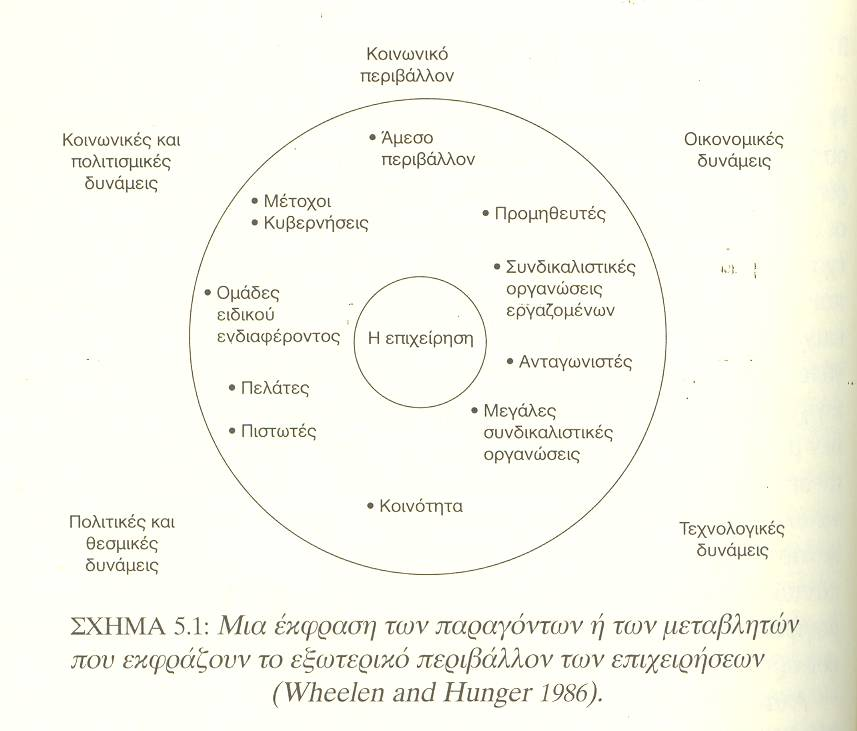 Κοινωνικό
περιβάλλον
Κοινωνικές και
πολιτισμικές
δυνάμεις
Οικονομικές
δυνάμεις
• Άμεσο
περιβάλλον
• Μέτοχοι
• Κυβερνήσεις
• Προμηθευτές
• Ομάδες
ειδικού
ενδιαφέροντος
Η επιχείρηση
• Συνδικαλιστικές
οργανώσεις
εργαζομένων
• Ανταγωνιστές
• Πελάτες
• Πιστωτές
• Μεγάλες
συνδικαλιστικές
οργανώσεις
• Κοινότητα
Πολιτικές και
θεσμικές
δυνάμεις
Τεχνολογικές
δυνάμεις
ΣΧΗΜΑ 5.1: Μια έκφραση των παραγόντων ή των μεταβλητών
που εκφράζουν το εξωτερικό περιβάλλον των επιχειρήσεων
(Wheelen and Hunger 1986).